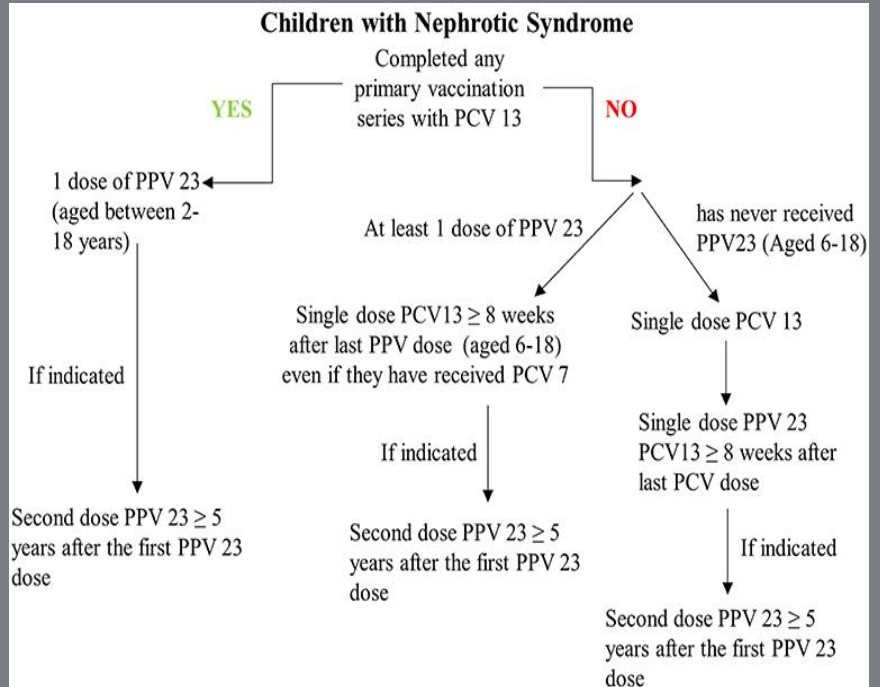 Children with Nephrotic Syndrome
Completed any
primary vaccination
series with PCV 13
YES
NO
1 dose of PPV 23
(aged between 2-
18 years)
At least 1 dose of PPV 23
has never received
PPV23 (Aged 6-18)
Single dose PCV13 ≥ 8 weeks
after last PPV dose (aged 6-18)
even if they have received PCV 7
Single dose PCV 13
If indicated
If indicated
Single dose PPV 23
PCV13 ≥ 8 weeks after
last PCV dose
Second dose PPV 23 ≥ 5
years after the first PPV 23
dose
Second dose PPV 23 ≥ 5
years after the first PPV 23
dose
If indicated
Second dose PPV 23 ≥ 5
years after the first PPV 23
dose